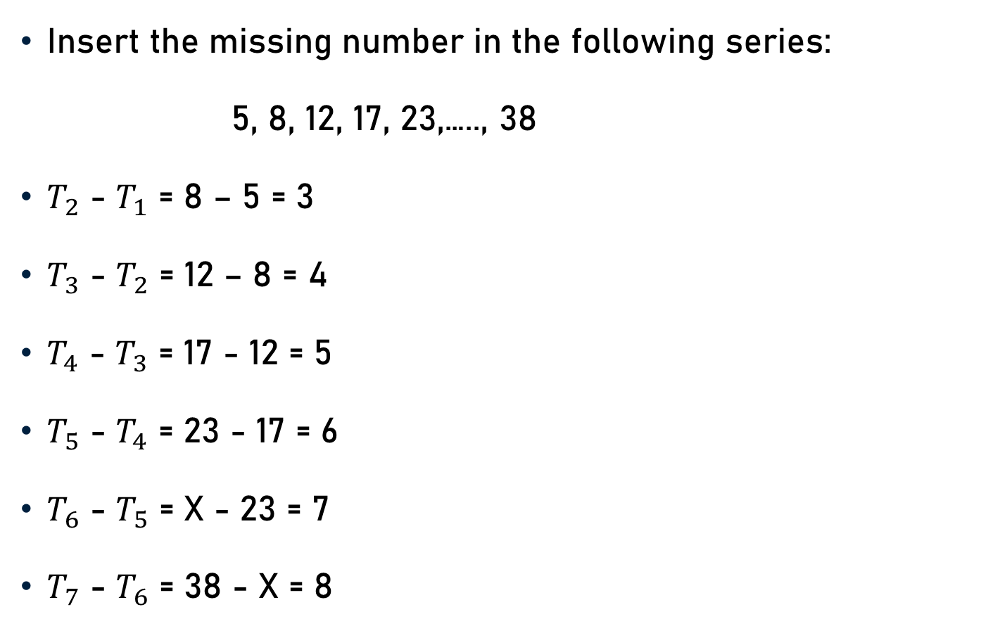 • Insert the missing number in the following series:
5, 8, 12, 17, 23,....., 38
• T₂ - T₁ = 8 – 5 = 3
• T₃ - T₂ = 12 – 8 = 4
• T₄ - T₃ = 17 - 12 = 5
• T₅ - T₄ = 23 - 17 = 6
• T₆ - T₅ = X - 23 = 7
• T₇ - T₆ = 38 - X = 8